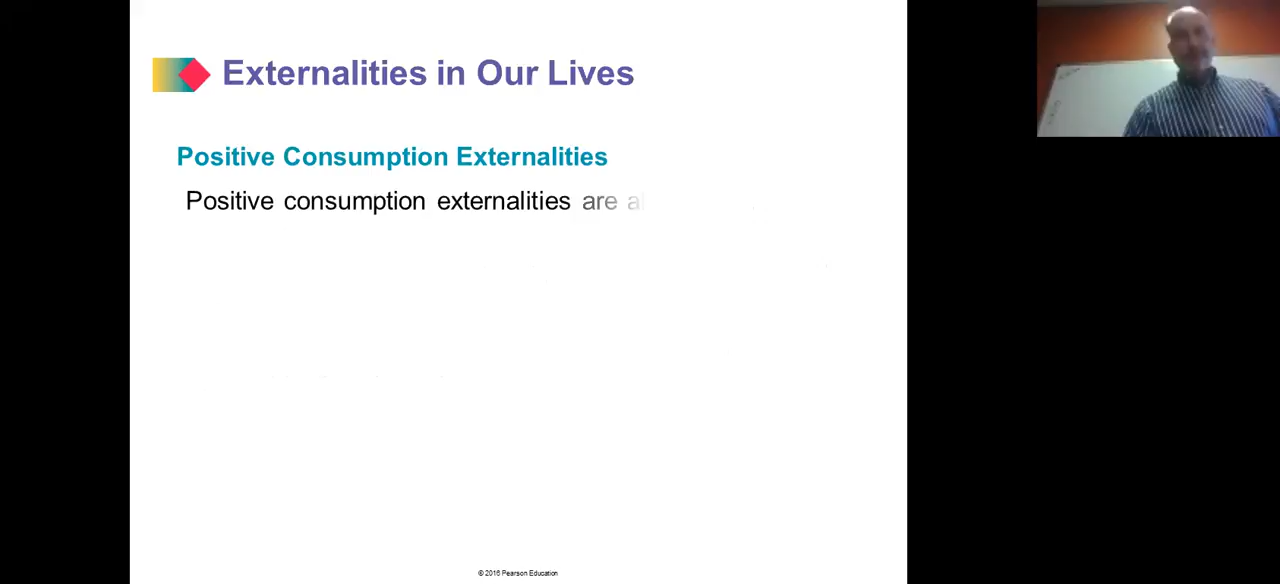 Externalities in Our Lives
Positive Consumption Externalities
Positive consumption externalities are
© 2016 Pearson Education